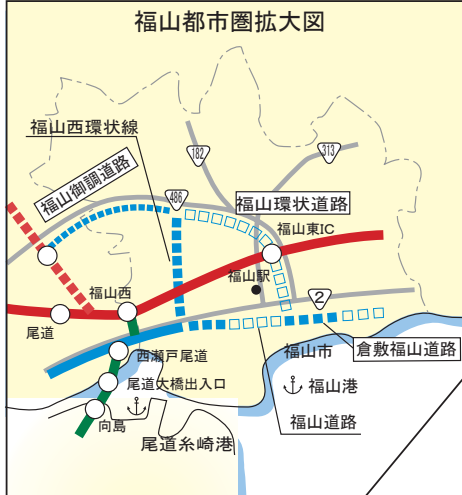 福山都市圏拡大図
福山西環状線
182
313
福山御調道路
486
福山環状道路
福山東IC
福山駅
福山西
2
尾道
西瀬戸尾道
福山市
倉敷福山道路
尾道大橋出入口
福山港
福山道路
向島
尾道糸崎港